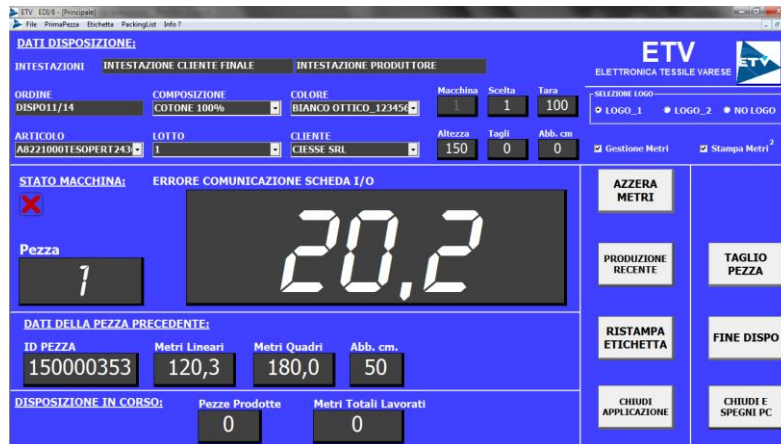 ETV EDI/8 - [Principale]
File PrimaPezza Etichetta PackingList Info ?
DATI DISPOSIZIONE:
INTESTAZIONI INTESTAZIONE CLIENTE FINALE INTESTAZIONE PRODUTTORE
ETV
ELETTRONICA TESSILE VARESE
ETV
ORDINE COMPOSIZIONE COLORE Macchina Scelta Tara
DISPO11/14 COTONE 100% BIANCO OTTICO_123456 1 1 100
SELEZIONE LOGO
LOGO_1 LOGO_2 NO LOGO
ARTICOLO LOTTO CLIENTE Altezza Tagli Abb. cm
A8221000TESOPERT243 1 CIESSE SRL 150 0 0
Gestione Metri Stampa Metri 2
STATO MACCHINA: ERRORE COMUNICAZIONE SCHEDA I/O
20,2
Pezza
1
AZZERA
METRI
PRODUZIONE
RECENTE
TAGLIO
PEZZA
DATI DELLA PEZZA PRECEDENTE:
ID PEZZA Metri Lineari Metri Quadri Abb. cm.
150000353 120,3 180,0 50
RISTAMPA
ETICHETTA
FINE DISPO
DISPOSIZIONE IN CORSO: Pezze Prodotte Metri Totali Lavorati
0 0
CHIUDI
APPLICAZIONE
CHIUDI E
SPEGNI PC